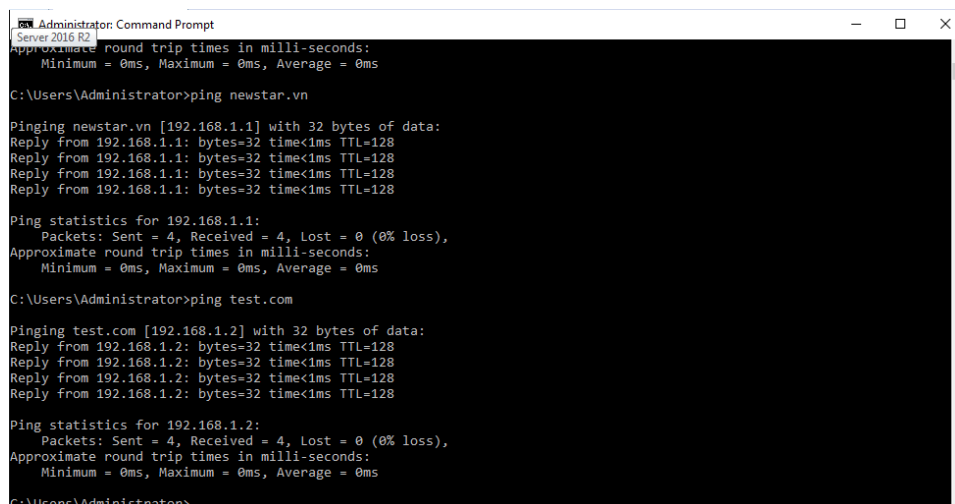 Administrator: Command Prompt
Server 2016 R2
Approximate round trip times in milli-seconds:
Minimum = 0ms, Maximum = 0ms, Average = 0ms
C:\Users\Administrator>ping newstar.vn
Pinging newstar.vn [192.168.1.1] with 32 bytes of data:
Reply from 192.168.1.1: bytes=32 time<1ms TTL=128
Reply from 192.168.1.1: bytes=32 time<1ms TTL=128
Reply from 192.168.1.1: bytes=32 time<1ms TTL=128
Reply from 192.168.1.1: bytes=32 time<1ms TTL=128
Ping statistics for 192.168.1.1:
Packets: Sent = 4, Received = 4, Lost = 0 (0% loss),
Approximate round trip times in milli-seconds:
Minimum = 0ms, Maximum = 0ms, Average = 0ms
C:\Users\Administrator>ping test.com
Pinging test.com [192.168.1.2] with 32 bytes of data:
Reply from 192.168.1.2: bytes=32 time<1ms TTL=128
Reply from 192.168.1.2: bytes=32 time<1ms TTL=128
Reply from 192.168.1.2: bytes=32 time<1ms TTL=128
Reply from 192.168.1.2: bytes=32 time<1ms TTL=128
Ping statistics for 192.168.1.2:
Packets: Sent = 4, Received = 4, Lost = 0 (0% loss),
Approximate round trip times in milli-seconds:
Minimum = 0ms, Maximum = 0ms, Average = 0ms
C:\Users\Administrator>